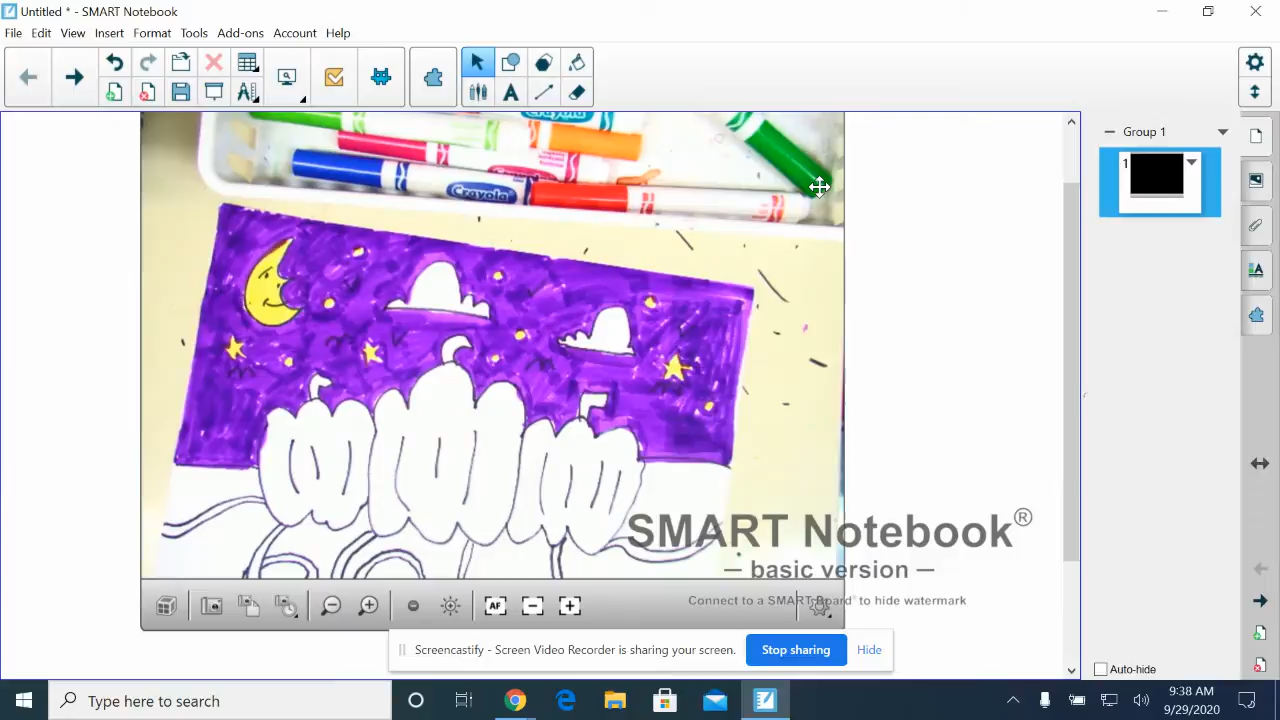 Untitled * - SMART Notebook
File Edit View Insert Format Tools Add-ons Account Help
Group 1
1
Crayola
Crayola
SMART Notebook®
— basic version —
Connect to a SMART Board® to hide watermark
AF
Screencastify - Screen Video Recorder is sharing your screen. Stop sharing Hide
Auto-hide
Type here to search
9:38 AM
9/29/2020